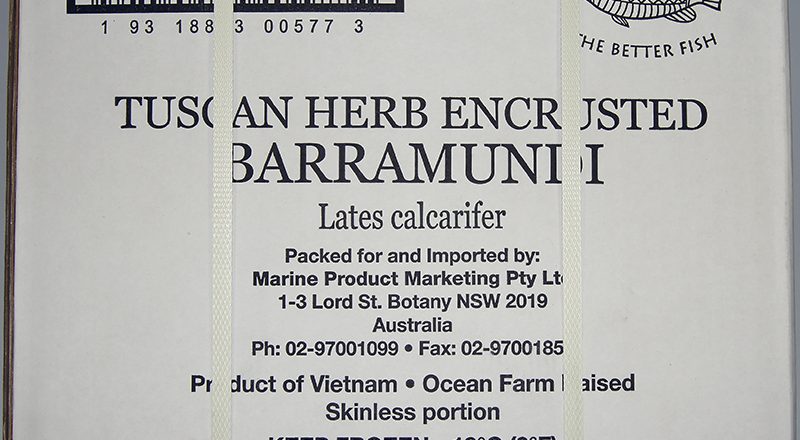 1 93 188 3 00577 3
THE BETTER FISH
TUSCAN HERB ENCRUSTED
BARRAMUNDI
Lates calcarifer
Packed for and Imported by:
Marine Product Marketing Pty Ltd
1-3 Lord St. Botany NSW 2019
Australia
Ph: 02-97001099 • Fax: 02-9700185
Product of Vietnam • Ocean Farm Raised
Skinless portion
KEEP FROZEN